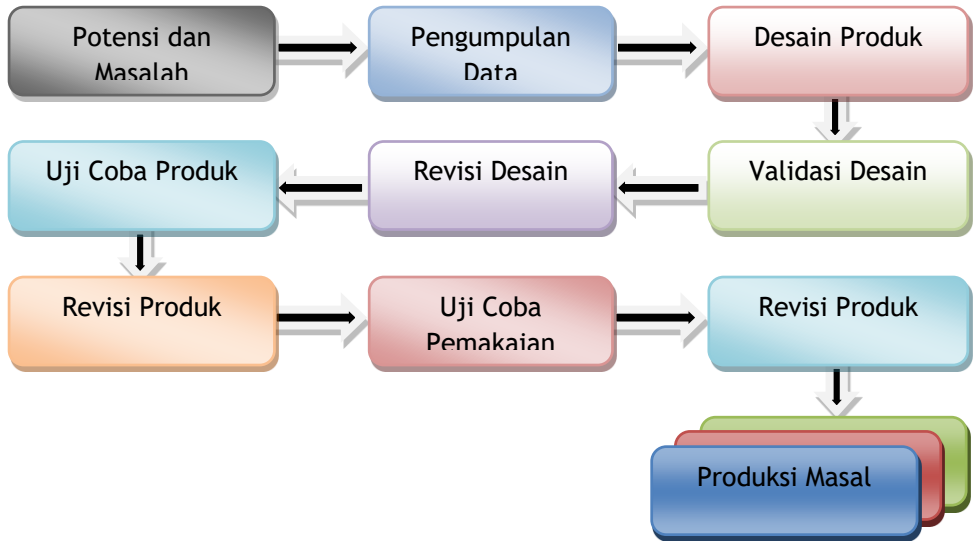 Potensi dan
Masalah
Pengumpulan
Data
Desain Produk
Validasi Desain
Revisi Desain
Uji Coba Produk
Revisi Produk
Uji Coba
Pemakaian
Revisi Produk
Produksi Masal